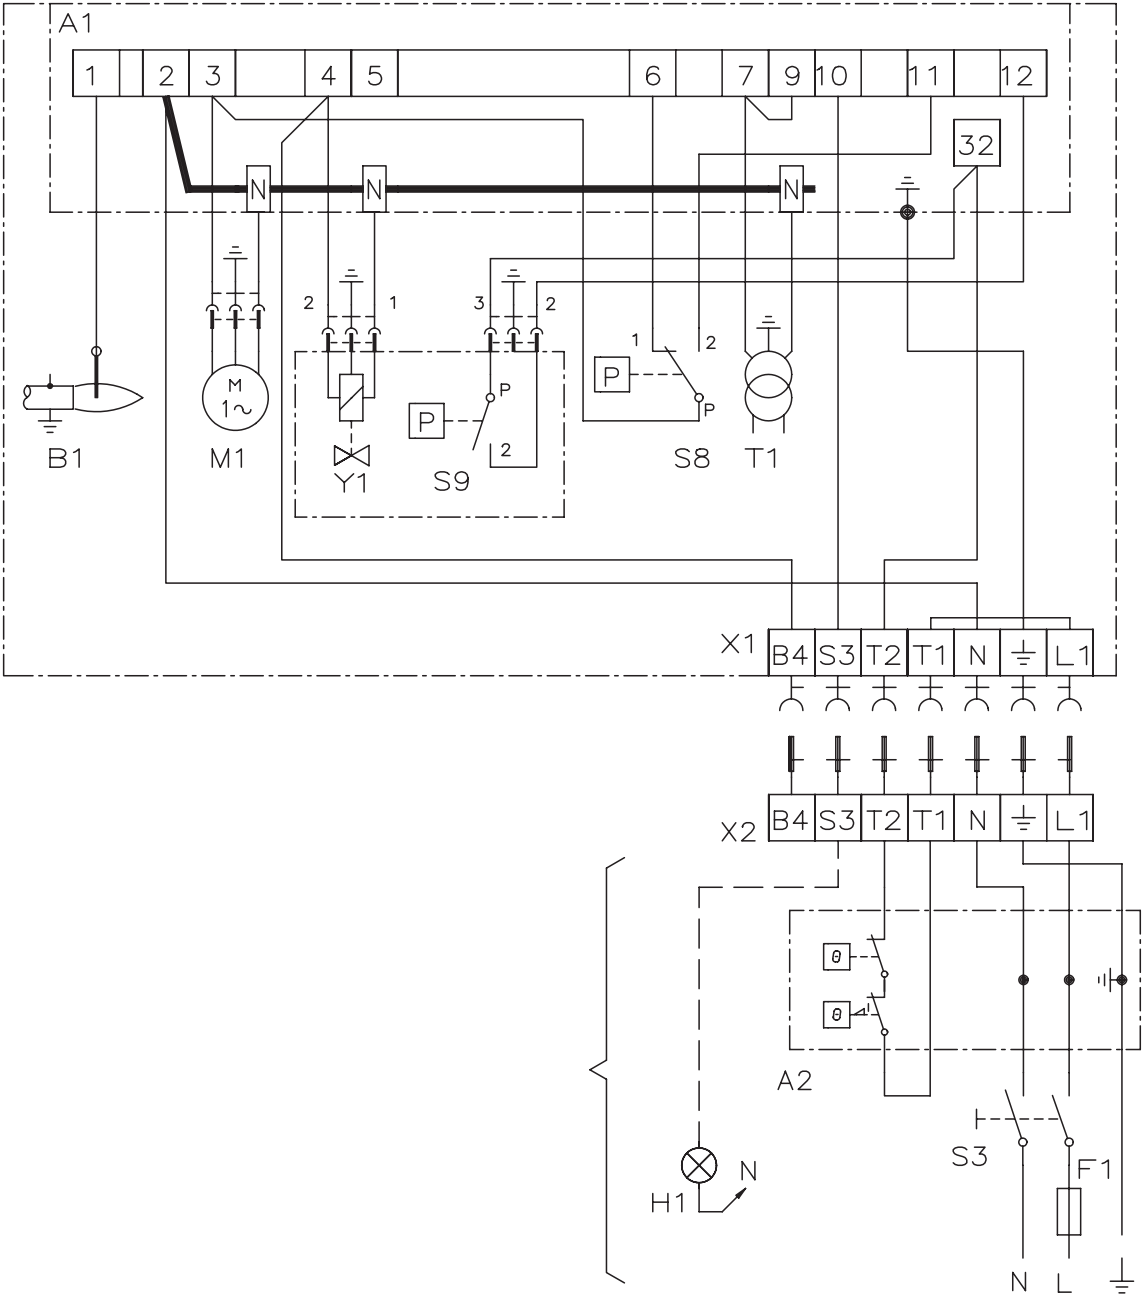 A1
1 2 3 4 5 6 7 9 10 11 12
32
N N N
2 1 3 2
1 2
P P
P P
M
1~
2
B1 M1 Y1 S9 S8 T1
X1 B4 S3 T2 T1 N L1
X2 B4 S3 T2 T1 N L1
θ
θ
A2
S3 F1
H1 N
N L